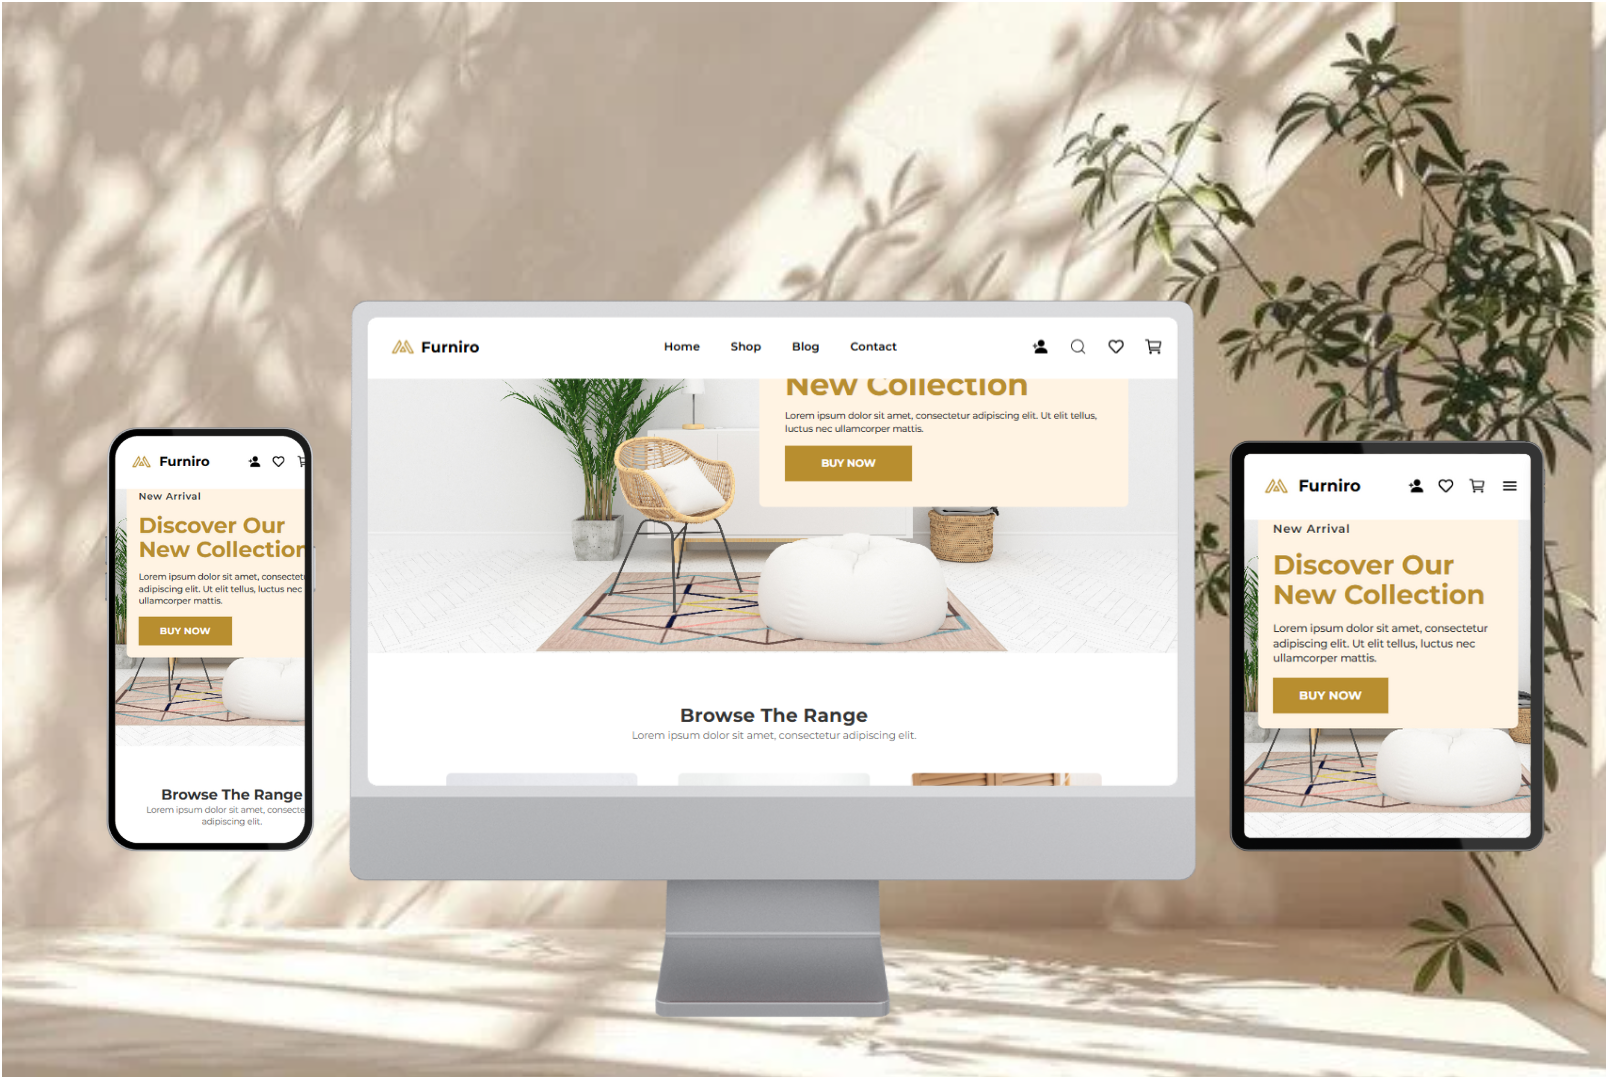 Furniro
Home Shop Blog Contact
New Collection
Lorem ipsum dolor sit amet, consectetur adipiscing elit. Ut elit tellus,
luctus nec ullamcorper mattis.
BUY NOW
Browse The Range
Lorem ipsum dolor sit amet, consectetur adipiscing elit.
Furniro
New Arrival
Discover Our
New Collection
Lorem ipsum dolor sit amet, consectet
adipiscing elit. Ut elit tellus, luctus nec
ullamcorper mattis.
BUY NOW
Browse The Range
Lorem ipsum dolor sit amet, consecte
adipiscing elit.
Furniro
New Arrival
Discover Our
New Collection
Lorem ipsum dolor sit amet, consectetur
adipiscing elit. Ut elit tellus, luctus nec
ullamcorper mattis.
BUY NOW